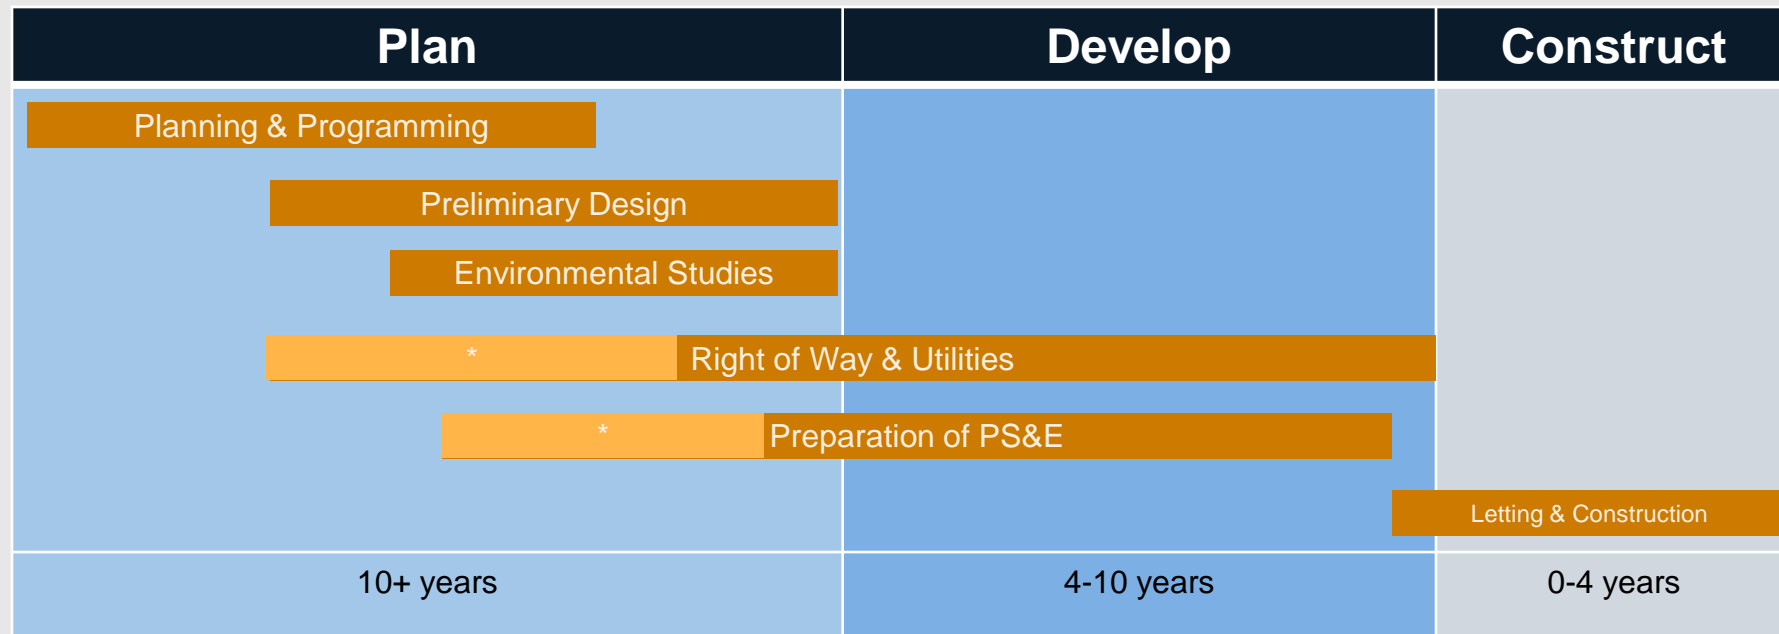 Plan
Develop
Construct
Planning & Programming
Preliminary Design
Environmental Studies
* Right of Way & Utilities
* Preparation of PS&E
Letting & Construction
10+ years
4-10 years
0-4 years